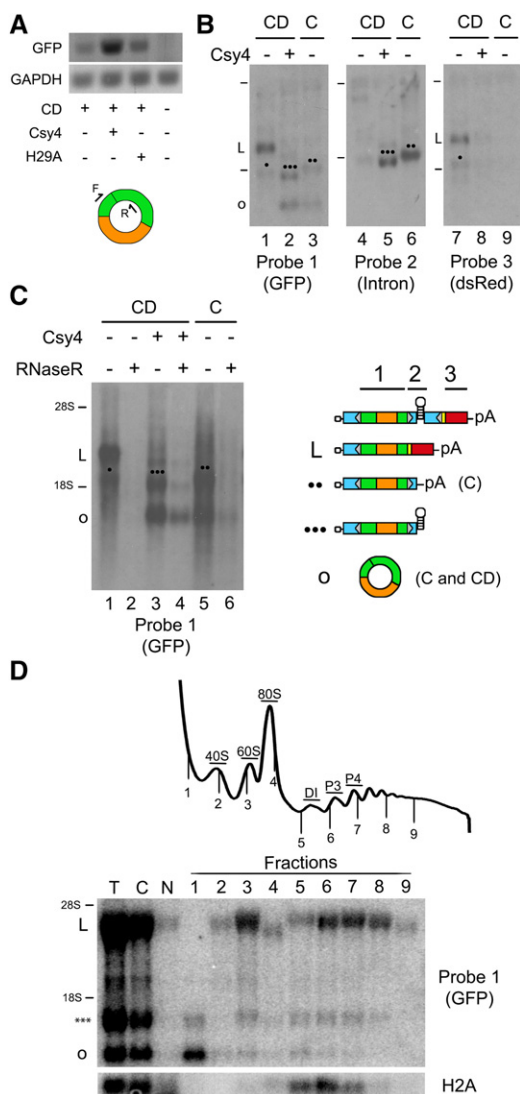 A
GFP
GAPDH
CD + + + -
Csy4 - + - -
H29A - - + -
F
R
B
CD C CD C CD C
Csy4 - + - - + - - + -
L
•
•••
••
o
•••
••
L
•
1 2 3 4 5 6 7 8 9
Probe 1 Probe 2 Probe 3
(GFP) (Intron) (dsRed)
C
CD C
Csy4 - - + + - -
RNaseR - + - + - +
28S
L
•
•••
••
18S
o
1 2 3 4 5 6
Probe 1
(GFP)
1 2 3
pA
L pA
•• pA (C)
•••
o (C and CD)
D
80S
40S 60S
DI P3 P4
1 2 3 4 5 6 7 8 9
Fractions
T C N 1 2 3 4 5 6 7 8 9
28S
L
18S
***
o
Probe 1
(GFP)
H2A